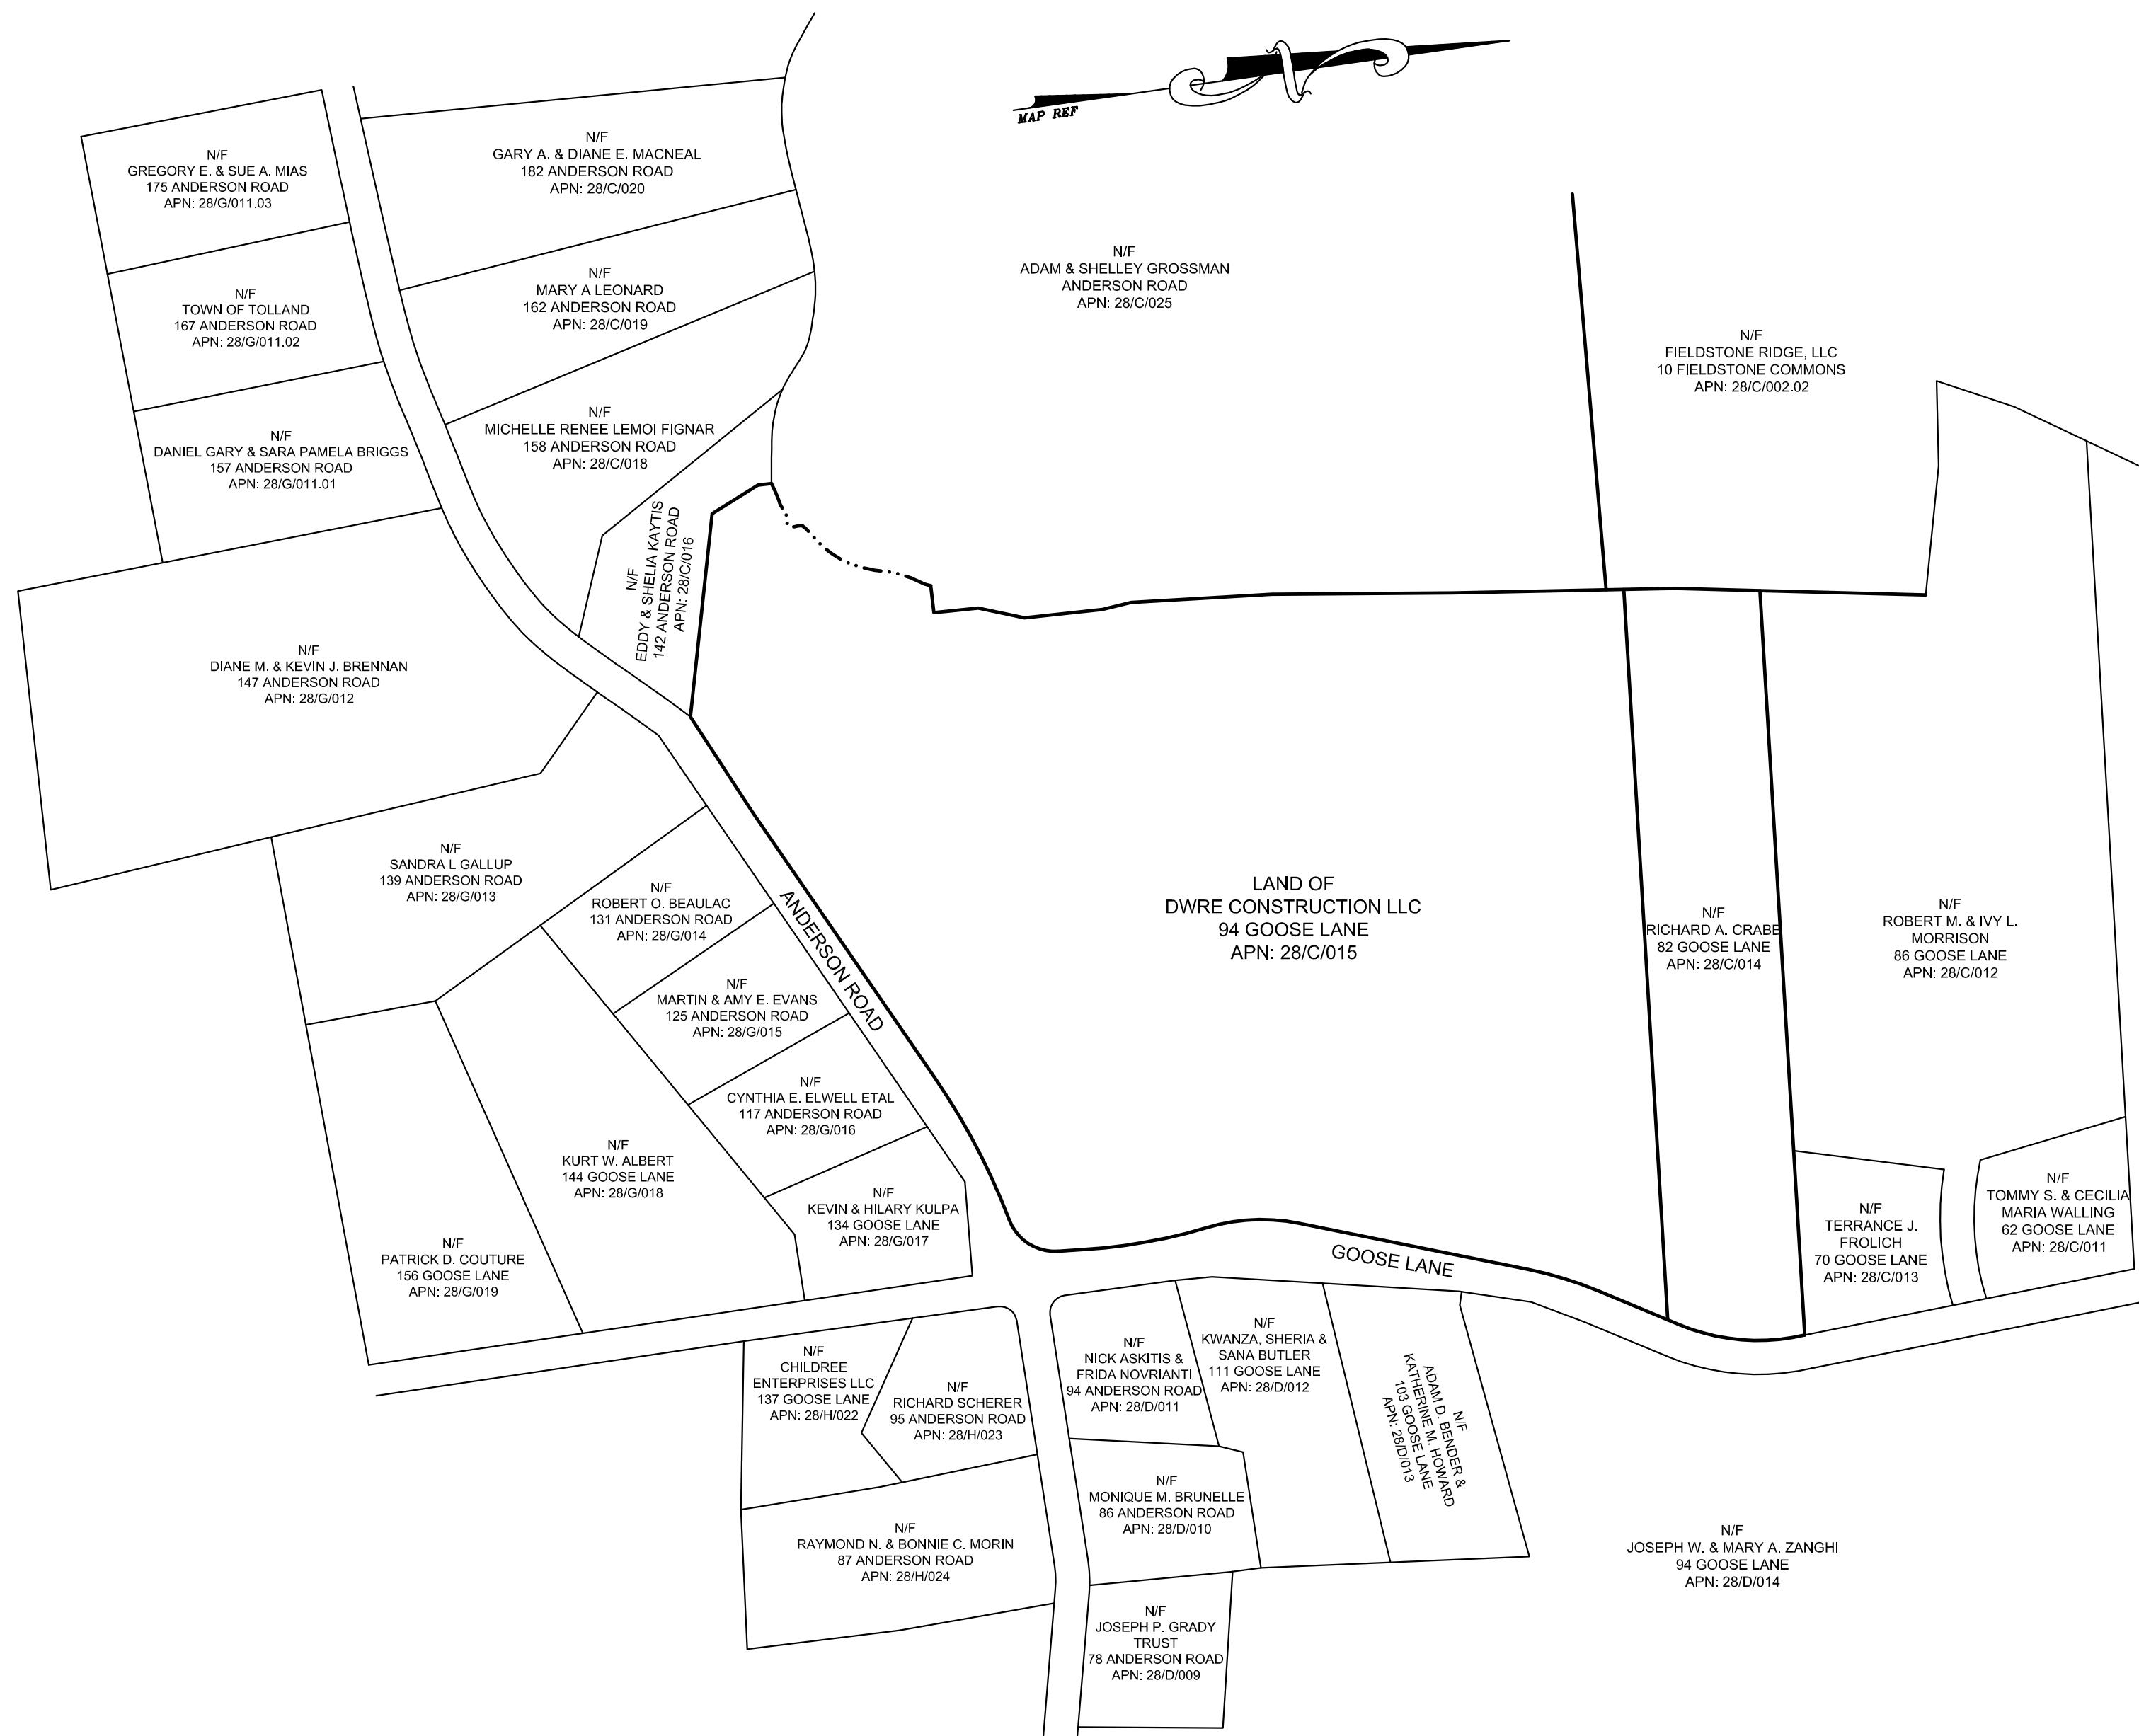 MAP REF
N/F
GREGORY E. & SUE A. MIAS
175 ANDERSON ROAD
APN: 28/G/011.03
N/F
GARY A. & DIANE E. MACNEAL
182 ANDERSON ROAD
APN: 28/C/020
N/F
TOWN OF TOLLAND
167 ANDERSON ROAD
APN: 28/G/011.02
N/F
MARY A LEONARD
162 ANDERSON ROAD
APN: 28/C/019
N/F
ADAM & SHELLEY GROSSMAN
ANDERSON ROAD
APN: 28/C/025
N/F
FIELDSTONE RIDGE, LLC
10 FIELDSTONE COMMONS
APN: 28/C/002.02
N/F
DANIEL GARY & SARA PAMELA BRIGGS
157 ANDERSON ROAD
APN: 28/G/011.01
N/F
MICHELLE RENEE LEMOI FIGNAR
158 ANDERSON ROAD
APN: 28/C/018
N/F
EDDY & SHELIA KAYTIS
142 ANDERSON ROAD
APN: 28/C/016
N/F
DIANE M. & KEVIN J. BRENNAN
147 ANDERSON ROAD
APN: 28/G/012
N/F
SANDRA L GALLUP
139 ANDERSON ROAD
APN: 28/G/013
N/F
ROBERT O. BEAULAC
131 ANDERSON ROAD
APN: 28/G/014
ANDERSON ROAD
LAND OF
DWRE CONSTRUCTION LLC
94 GOOSE LANE
APN: 28/C/015
N/F
RICHARD A. CRABB
82 GOOSE LANE
APN: 28/C/014
N/F
ROBERT M. & IVY L.
MORRISON
86 GOOSE LANE
APN: 28/C/012
N/F
MARTIN & AMY E. EVANS
125 ANDERSON ROAD
APN: 28/G/015
N/F
CYNTHIA E. ELWELL ETAL
117 ANDERSON ROAD
APN: 28/G/016
N/F
KURT W. ALBERT
144 GOOSE LANE
APN: 28/G/018
N/F
KEVIN & HILARY KULPA
134 GOOSE LANE
APN: 28/G/017
N/F
PATRICK D. COUTURE
156 GOOSE LANE
APN: 28/G/019
GOOSE LANE
N/F
TERRANCE J.
FROLICH
70 GOOSE LANE
APN: 28/C/013
N/F
TOMMY S. & CECILIA
MARIA WALLING
62 GOOSE LANE
APN: 28/C/011
N/F
CHILDREE
ENTERPRISES LLC
137 GOOSE LANE
APN: 28/H/022
N/F
RICHARD SCHERER
95 ANDERSON ROAD
APN: 28/H/023
N/F
NICK ASKITIS &
FRIDA NOVRIANTI
94 ANDERSON ROAD
APN: 28/D/011
N/F
KWANZA, SHERIA &
SANA BUTLER
111 GOOSE LANE
APN: 28/D/012
N/F
ADAM D. BENDER &
KATHERINE M. HOWARD
103 GOOSE LANE
APN: 28/D/013
N/F
MONIQUE M. BRUNELLE
86 ANDERSON ROAD
APN: 28/D/010
N/F
RAYMOND N. & BONNIE C. MORIN
87 ANDERSON ROAD
APN: 28/H/024
N/F
JOSEPH W. & MARY A. ZANGHI
94 GOOSE LANE
APN: 28/D/014
N/F
JOSEPH P. GRADY
TRUST
78 ANDERSON ROAD
APN: 28/D/009